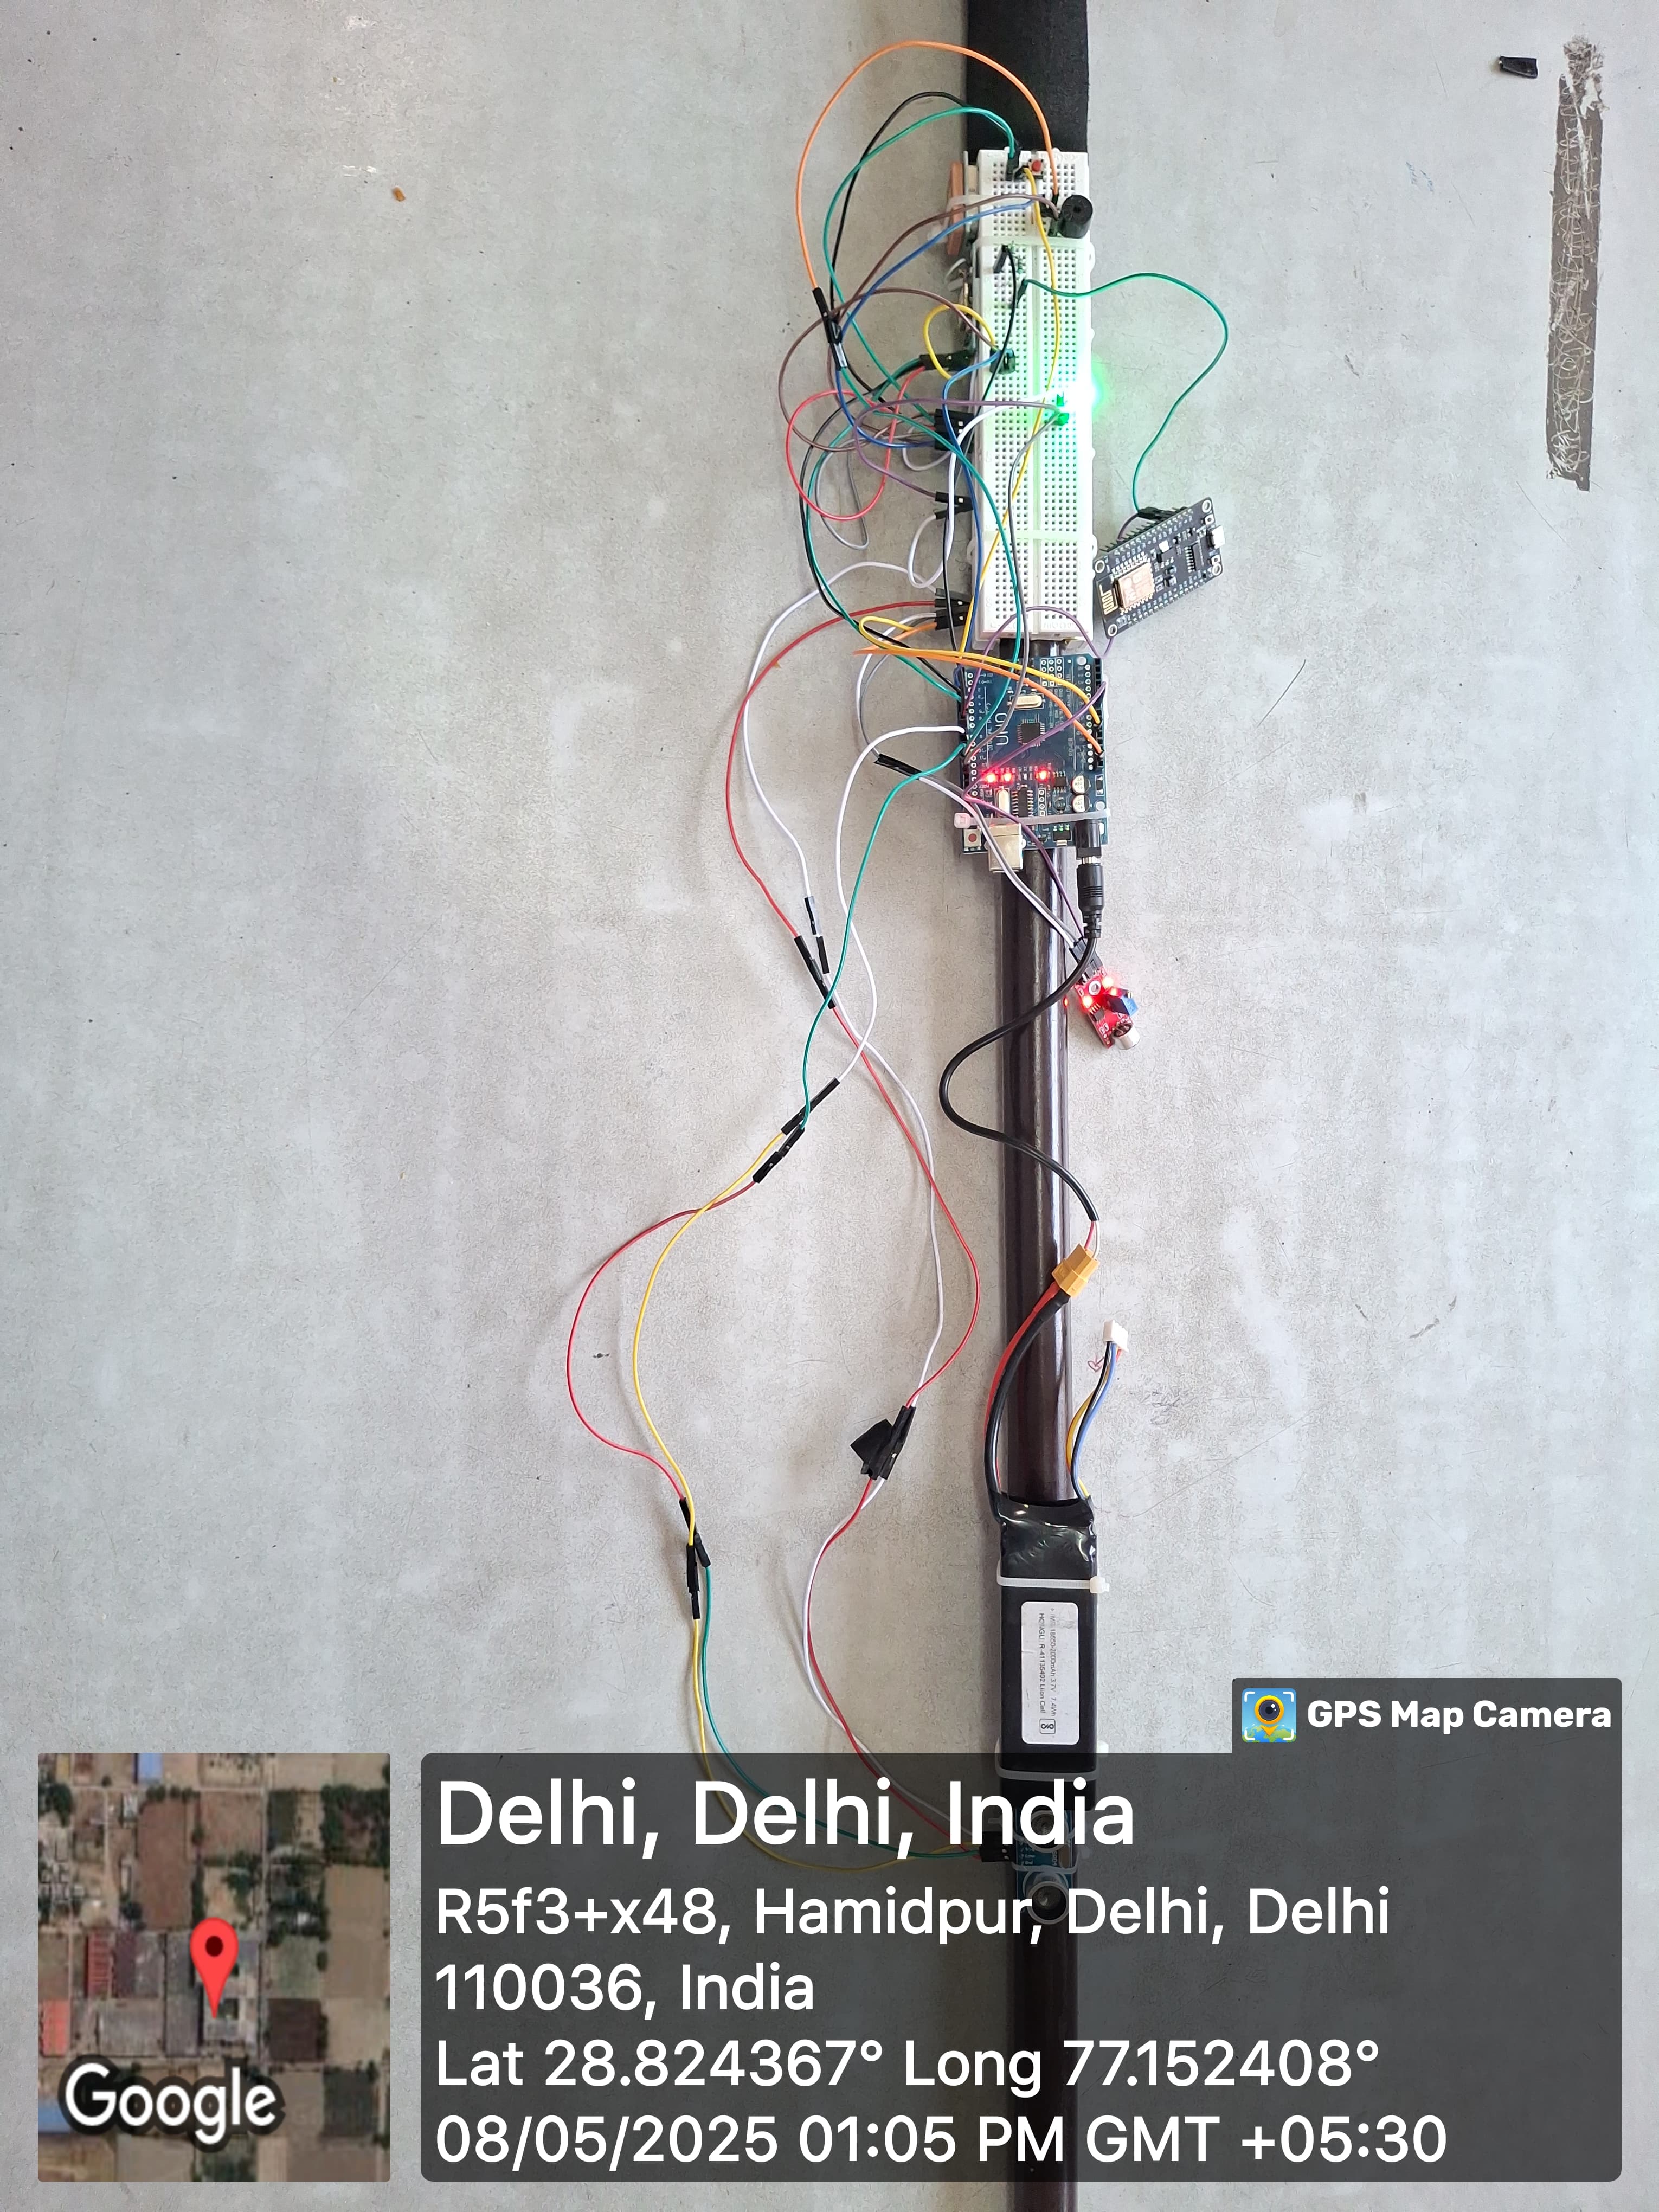 UNO
GPS Map Camera
Delhi, Delhi, India
R5f3+x48, Hamidpur, Delhi, Delhi
110036, India
Lat 28.824367° Long 77.152408°
08/05/2025 01:05 PM GMT +05:30
Google